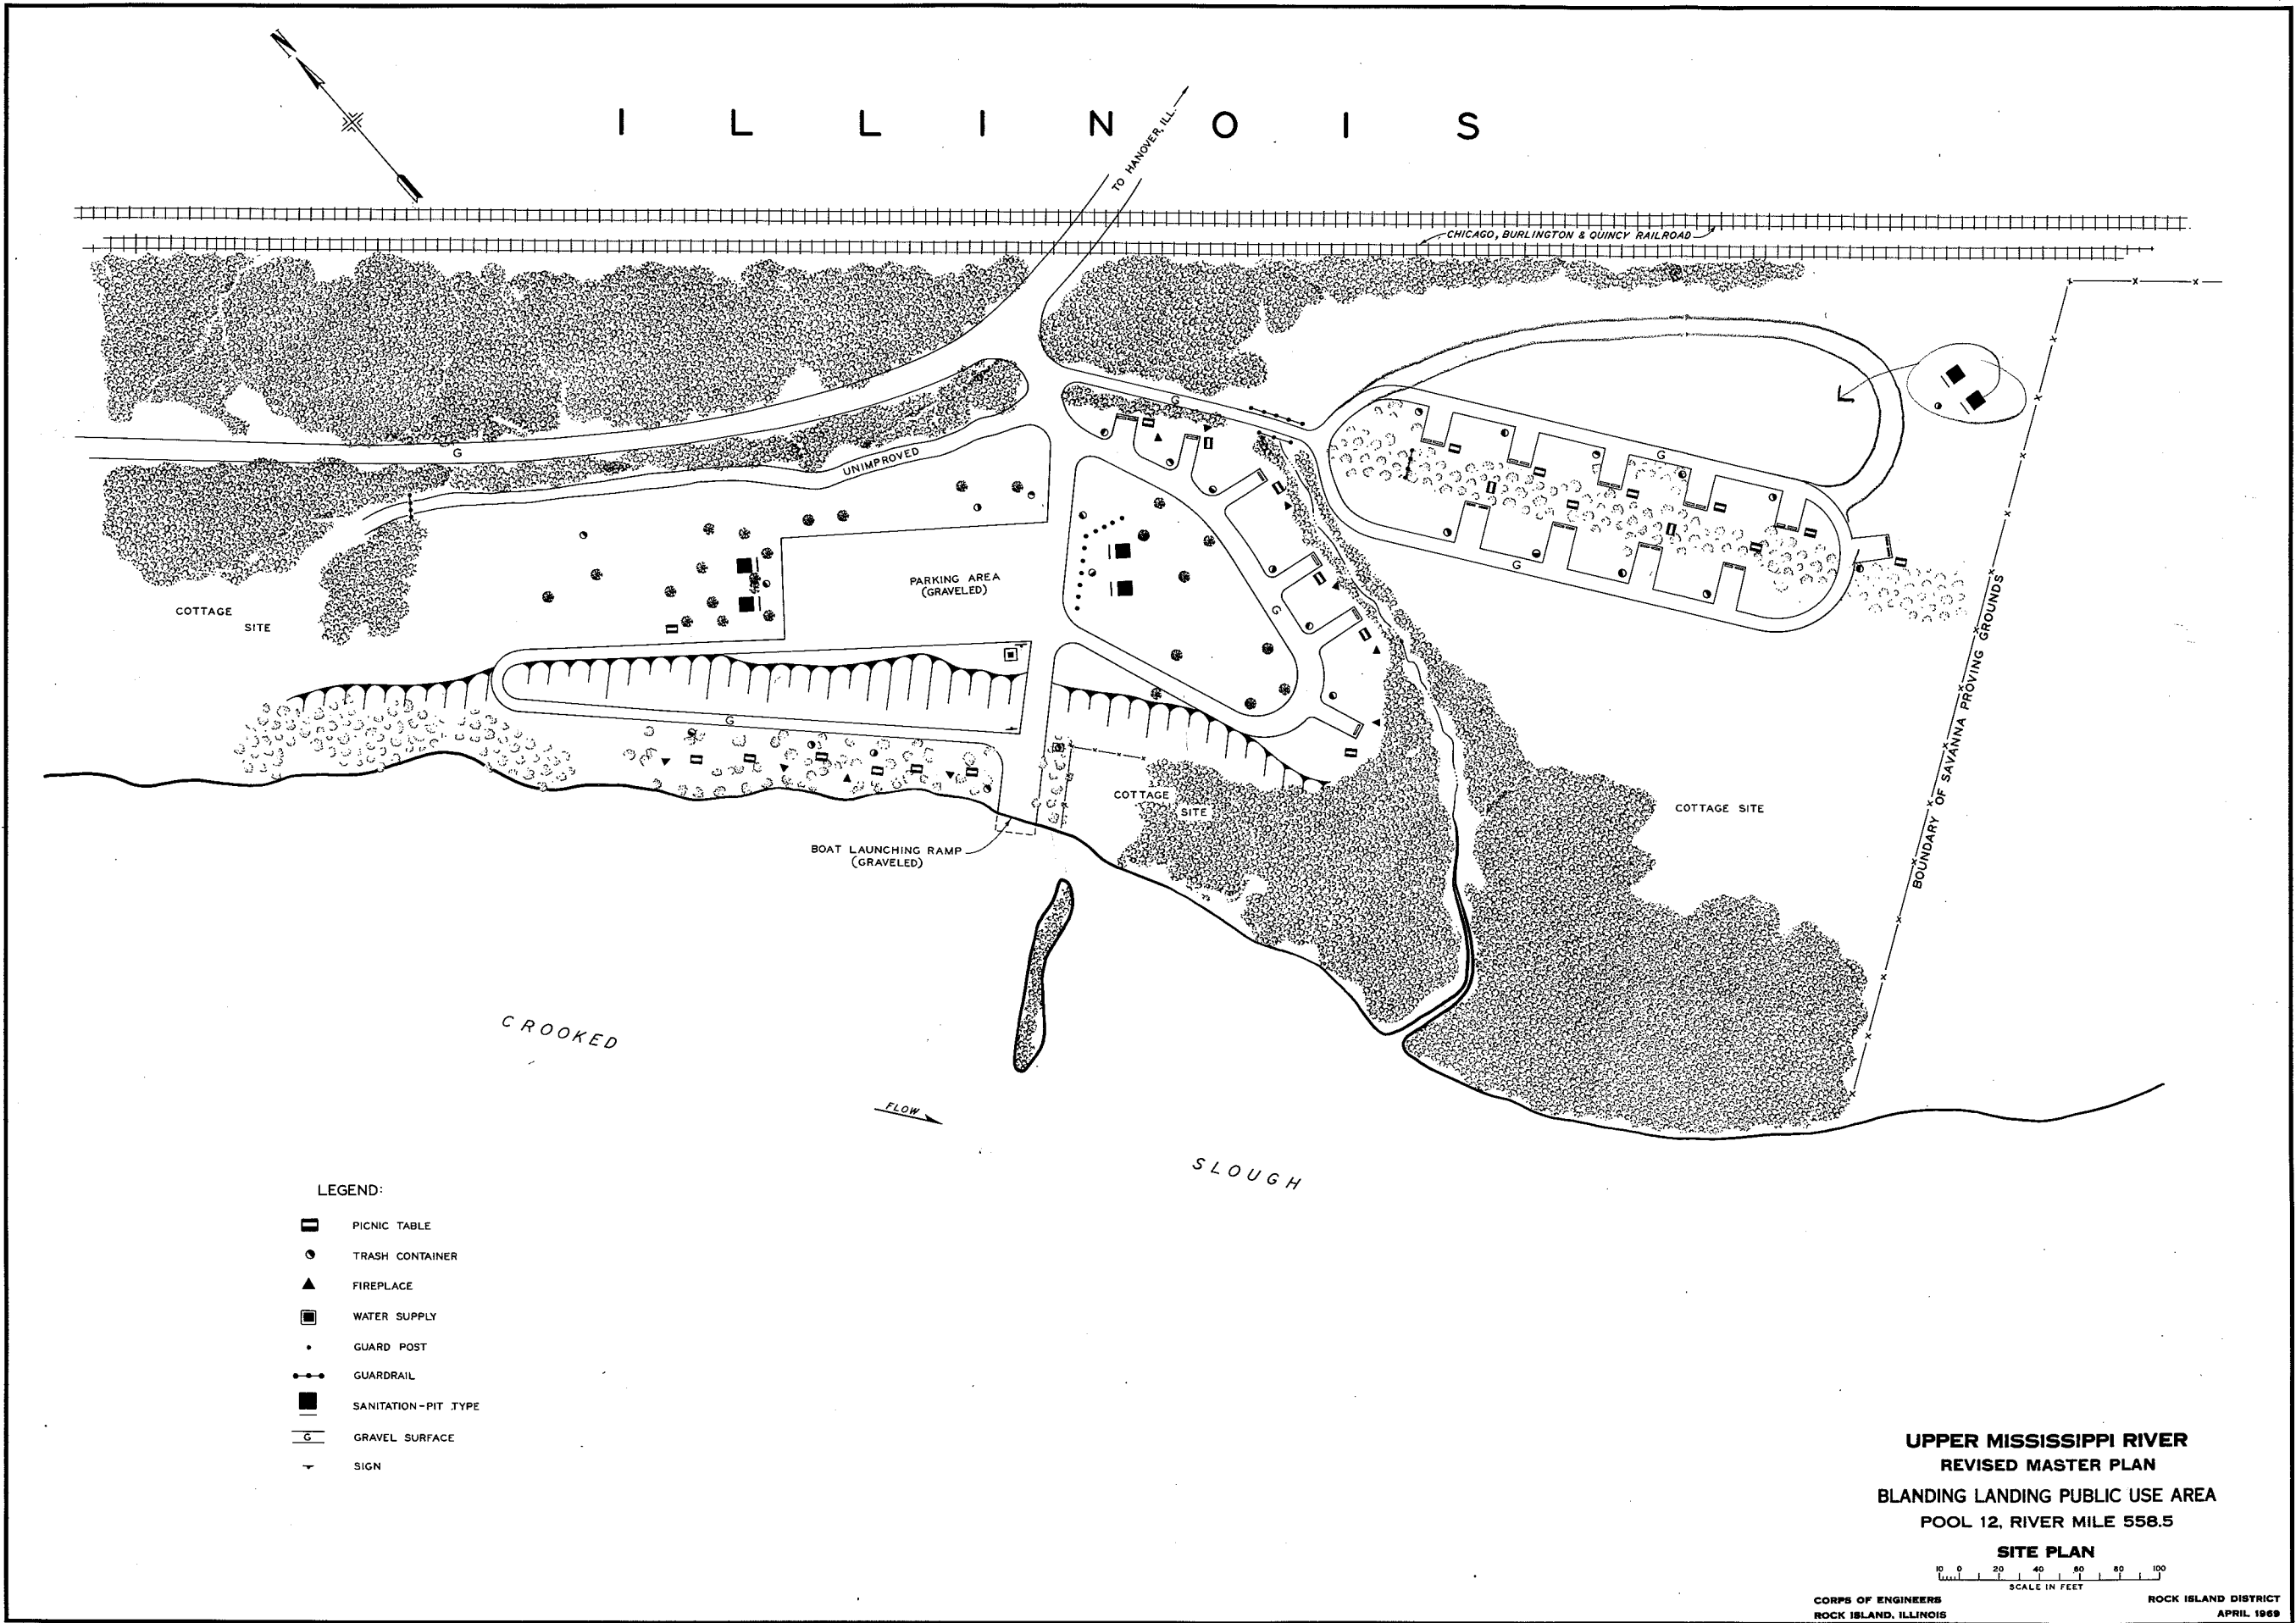 N
ILLINOIS
TO HANOVER, ILL.
CHICAGO, BURLINGTON & QUINCY RAILROAD
G
G
UNIMPROVED
G
PARKING AREA
(GRAVELED)
G
G
COTTAGE
SITE
G
BOUNDARY OF SAVANNA PROVING GROUNDS
COTTAGE
SITE
COTTAGE SITE
BOAT LAUNCHING RAMP
(GRAVELED)
CROOKED
FLOW
SLOUGH
LEGEND:
PICNIC TABLE
TRASH CONTAINER
FIREPLACE
WATER SUPPLY
GUARD POST
GUARDRAIL
SANITATION-PIT TYPE
G GRAVEL SURFACE
SIGN
UPPER MISSISSIPPI RIVER
REVISED MASTER PLAN
BLANDING LANDING PUBLIC USE AREA
POOL 12, RIVER MILE 558.5
SITE PLAN
10 0 20 40 60 80 100
SCALE IN FEET
CORPS OF ENGINEERS ROCK ISLAND DISTRICT
ROCK ISLAND, ILLINOIS APRIL 1969